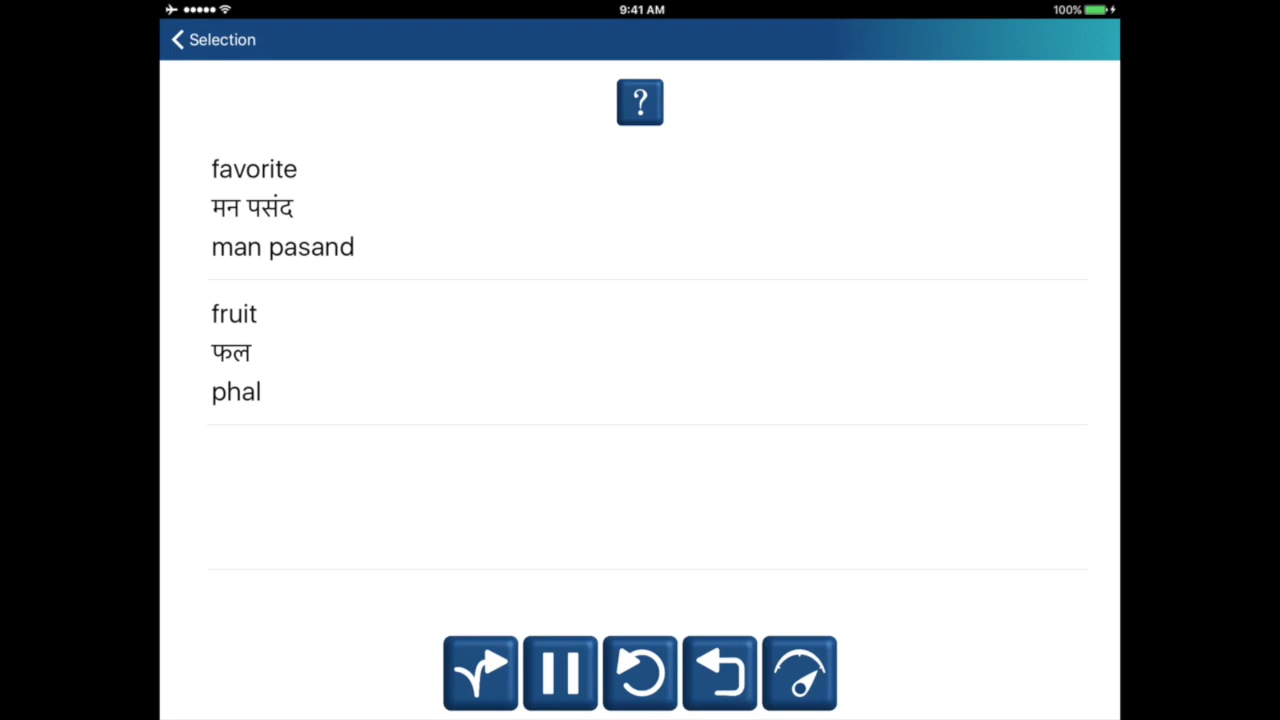 9:41 AM
100%
Selection
?
favorite
मन पसंद
man pasand
fruit
फल
phal